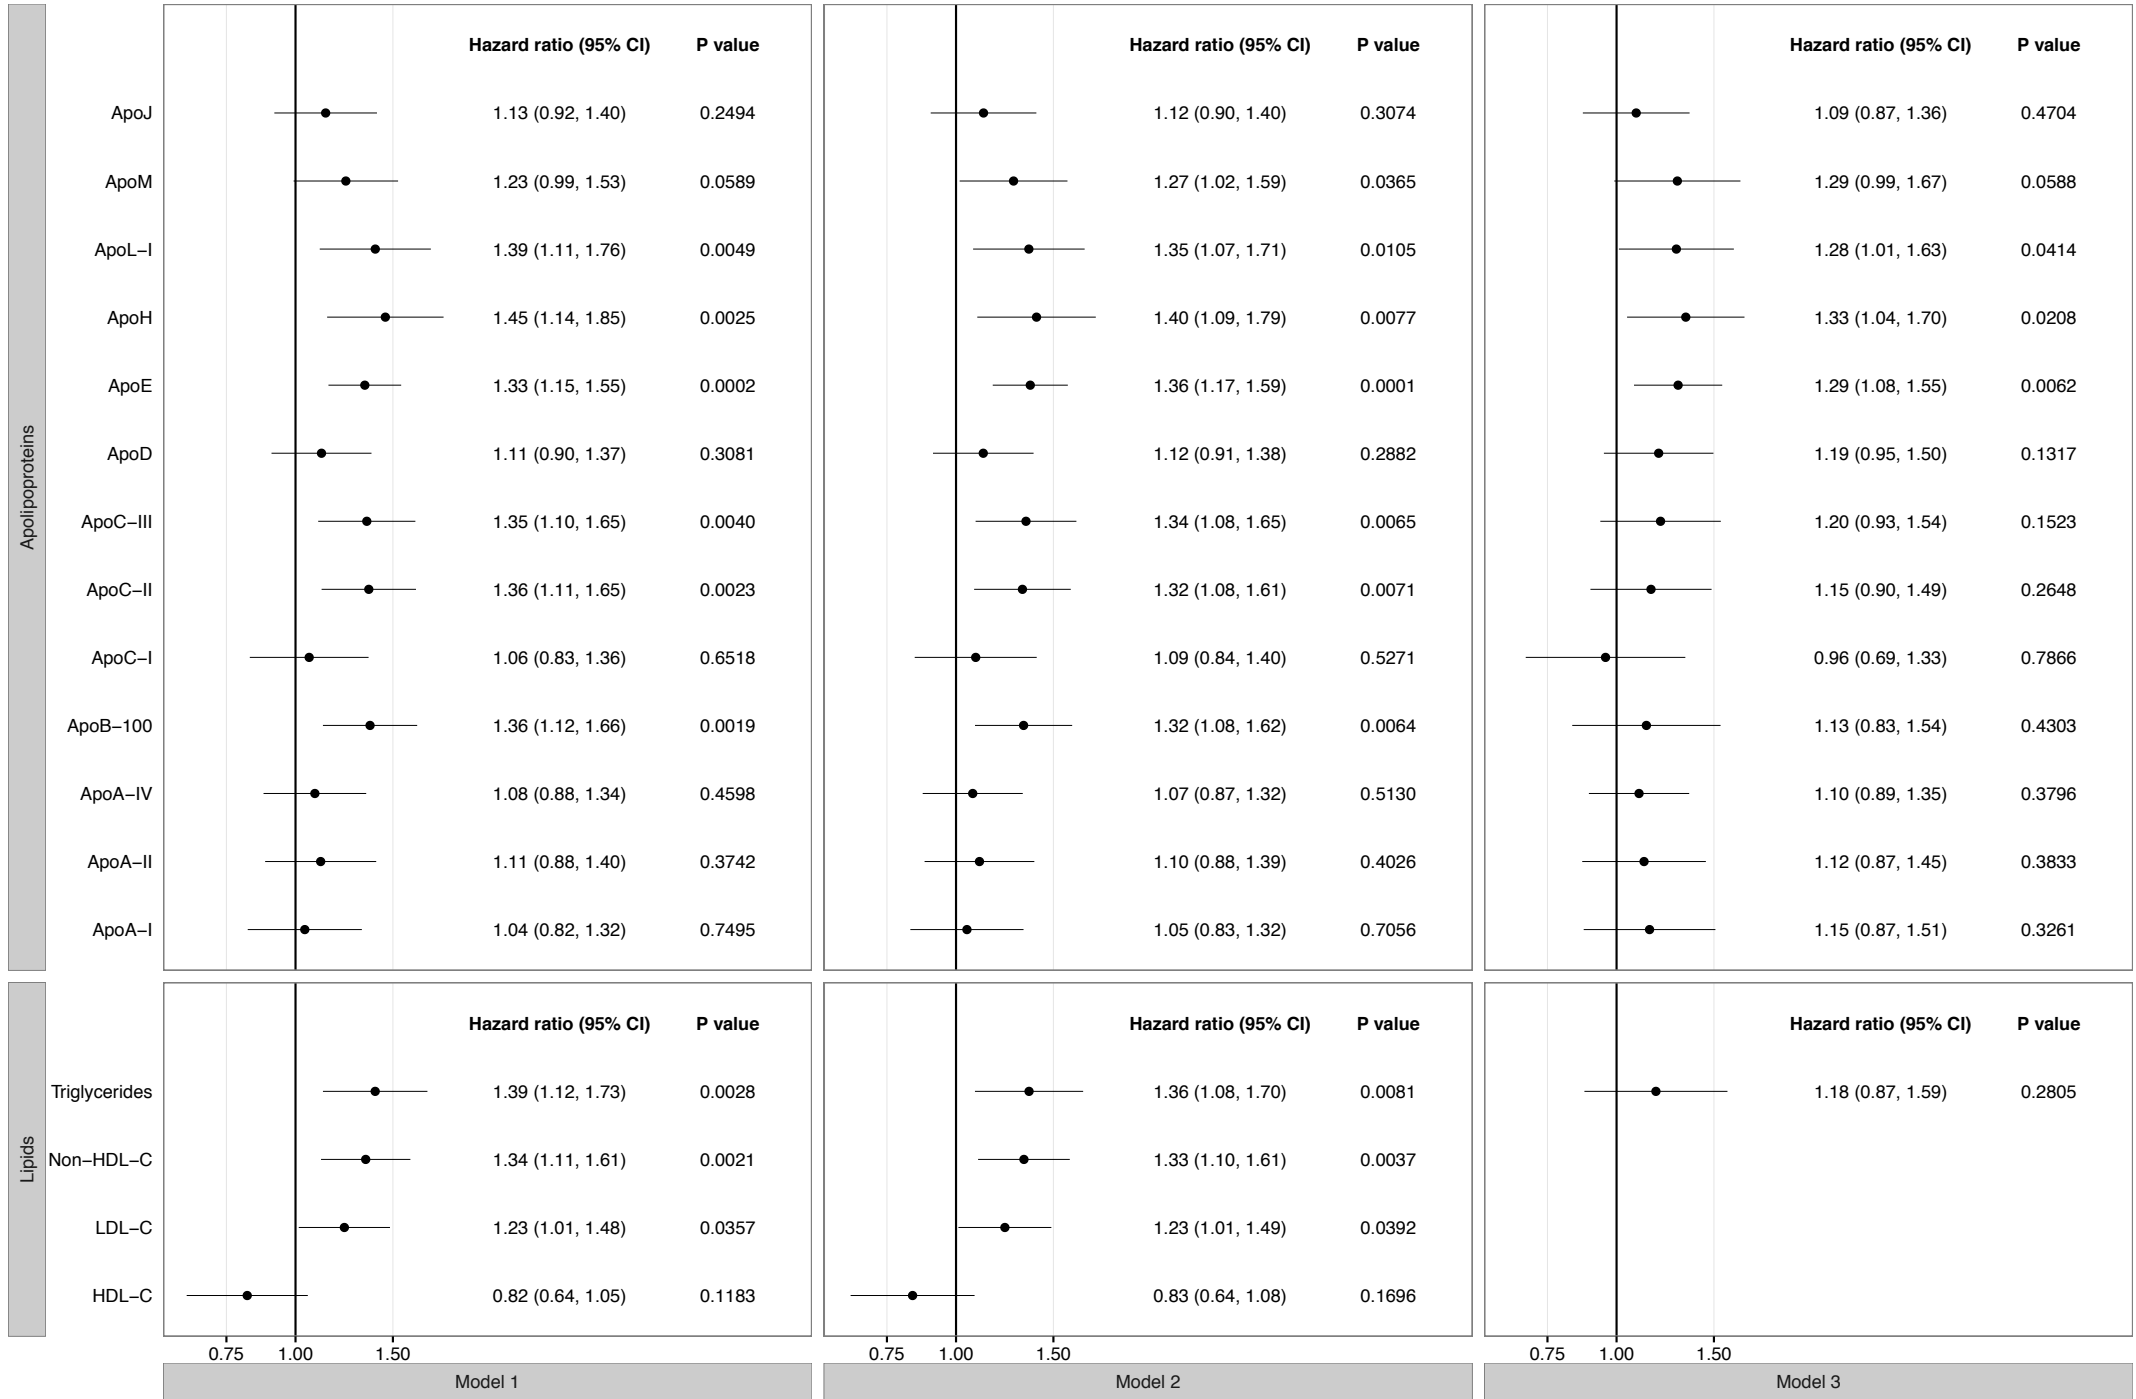 Hazard ratio (95% CI) P value Hazard ratio (95% CI) P value Hazard ratio (95% CI) P value
ApoJ 1.13 (0.92, 1.40) 0.2494 1.12 (0.90, 1.40) 0.3074 1.09 (0.87, 1.36) 0.4704
ApoM 1.23 (0.99, 1.53) 0.0589 1.27 (1.02, 1.59) 0.0365 1.29 (0.99, 1.67) 0.0588
ApoL−I 1.39 (1.11, 1.76) 0.0049 1.35 (1.07, 1.71) 0.0105 1.28 (1.01, 1.63) 0.0414
ApoH 1.45 (1.14, 1.85) 0.0025 1.40 (1.09, 1.79) 0.0077 1.33 (1.04, 1.70) 0.0208
ApoE 1.33 (1.15, 1.55) 0.0002 1.36 (1.17, 1.59) 0.0001 1.29 (1.08, 1.55) 0.0062
ApoD 1.11 (0.90, 1.37) 0.3081 1.12 (0.91, 1.38) 0.2882 1.19 (0.95, 1.50) 0.1317
Apolipoproteins
ApoC−III 1.35 (1.10, 1.65) 0.0040 1.34 (1.08, 1.65) 0.0065 1.20 (0.93, 1.54) 0.1523
ApoC−II 1.36 (1.11, 1.65) 0.0023 1.32 (1.08, 1.61) 0.0071 1.15 (0.90, 1.49) 0.2648
ApoC−I 1.06 (0.83, 1.36) 0.6518 1.09 (0.84, 1.40) 0.5271 0.96 (0.69, 1.33) 0.7866
ApoB−100 1.36 (1.12, 1.66) 0.0019 1.32 (1.08, 1.62) 0.0064 1.13 (0.83, 1.54) 0.4303
ApoA−IV 1.08 (0.88, 1.34) 0.4598 1.07 (0.87, 1.32) 0.5130 1.10 (0.89, 1.35) 0.3796
ApoA−II 1.11 (0.88, 1.40) 0.3742 1.10 (0.88, 1.39) 0.4026 1.12 (0.87, 1.45) 0.3833
ApoA−I 1.04 (0.82, 1.32) 0.7495 1.05 (0.83, 1.32) 0.7056 1.15 (0.87, 1.51) 0.3261
Hazard ratio (95% CI) P value Hazard ratio (95% CI) P value Hazard ratio (95% CI) P value
Triglycerides 1.39 (1.12, 1.73) 0.0028 1.36 (1.08, 1.70) 0.0081 1.18 (0.87, 1.59) 0.2805
Lipids
Non−HDL−C 1.34 (1.11, 1.61) 0.0021 1.33 (1.10, 1.61) 0.0037
LDL−C 1.23 (1.01, 1.48) 0.0357 1.23 (1.01, 1.49) 0.0392
HDL−C 0.82 (0.64, 1.05) 0.1183 0.83 (0.64, 1.08) 0.1696
0.75 1.00 1.50 0.75 1.00 1.50 0.75 1.00 1.50
Model 1 Model 2 Model 3